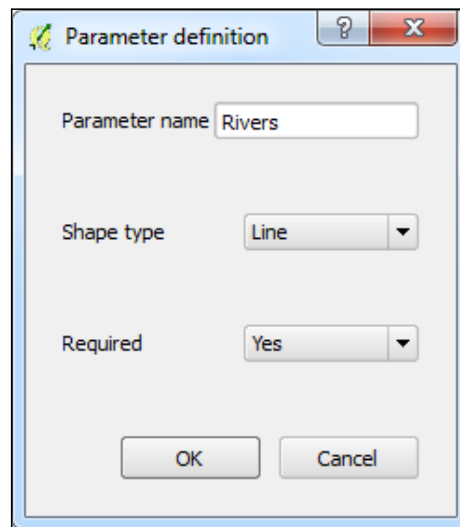 Parameter definition
Parameter name Rivers
Shape type Line
Required Yes
OK Cancel